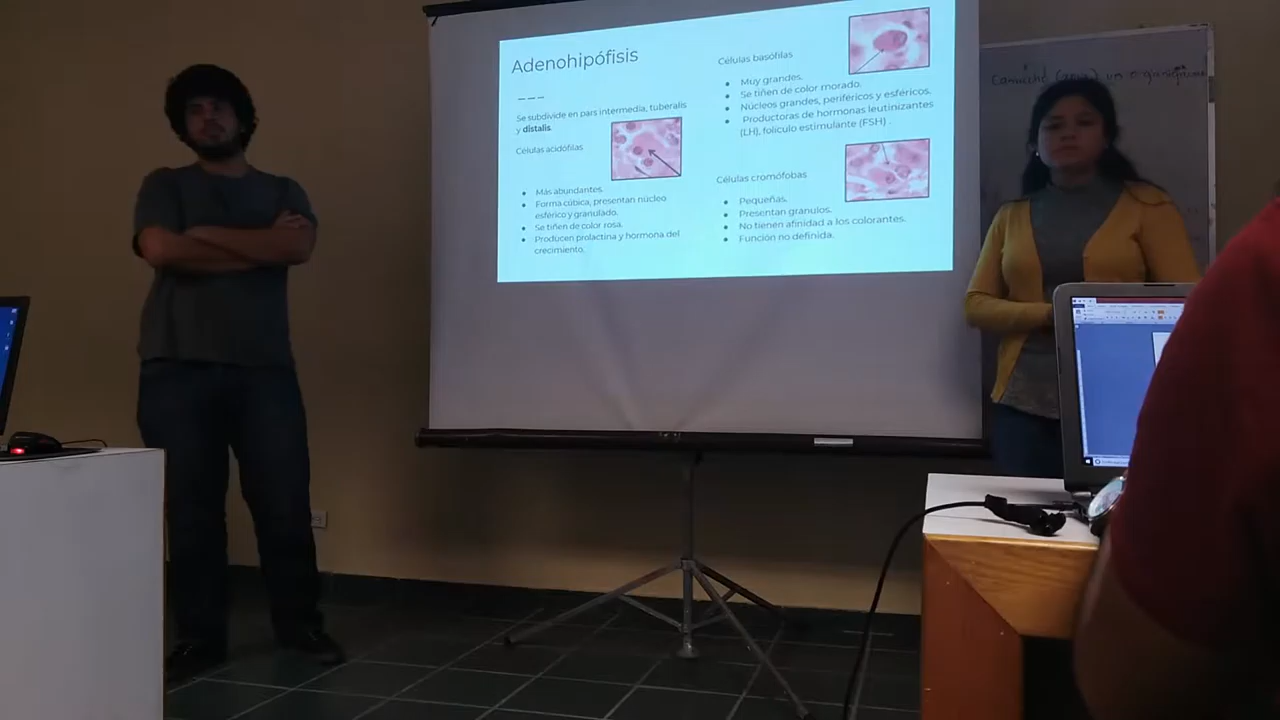 Adenohipófisis
Se subdivide en pars intermedia, tuberalis
y distalis.
Células acidófilas
Más abundantes.
Forma cúbica, presentan núcleo
esférico y granulado.
Se tiñen de color rosa.
Producen prolactina y hormona del
crecimiento.
Células basófilas
Muy grandes.
Se tiñen de color morado.
Núcleos grandes, periféricos y esféricos.
Productoras de hormonas leutinizantes
(LH), folículo estimulante (FSH) .
Células cromófobas
Pequeñas.
Presentan gránulos.
No tienen afinidad a los colorantes.
Función no definida.
un organigrama